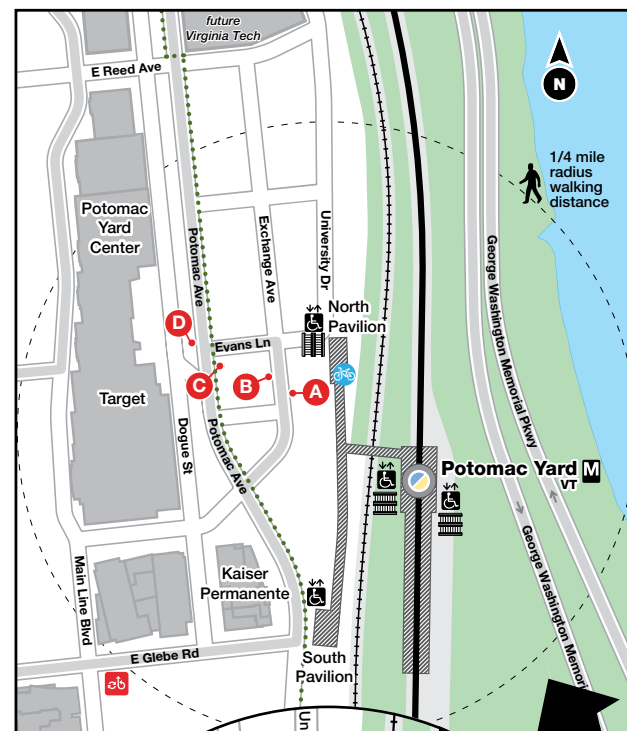 future
Virginia Tech
E Reed Ave
N
1/4 mile
radius
walking
distance
Potomac
Yard
Center
Potomac Ave
Exchange Ave
University Dr
George Washington Memorial Pkwy
North
Pavilion
D
Evans Ln
C
B
A
Target
Potomac Ave
Dogue St
Potomac Yard M
VT
George Washington Memori
Main Line Blvd
Kaiser
Permanente
E Glebe Rd
South
Pavilion
Un